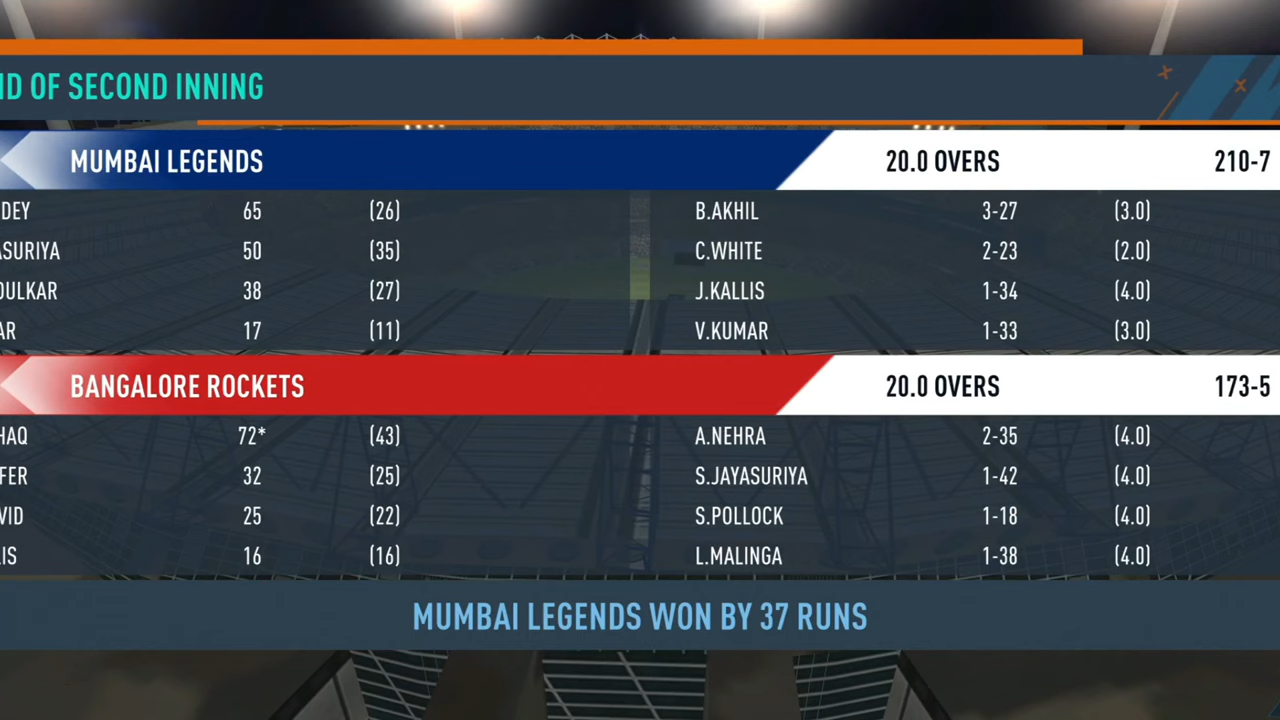 ND OF SECOND INNING
MUMBAI LEGENDS 20.0 OVERS 210-7
DEY 65 (26) B.AKHIL 3-27 (3.0)
ASURIYA 50 (35) C.WHITE 2-23 (2.0)
DULKAR 38 (27) J.KALLIS 1-34 (4.0)
AR 17 (11) V.KUMAR 1-33 (3.0)
BANGALORE ROCKETS 20.0 OVERS 173-5
HAQ 72* (43) A.NEHRA 2-35 (4.0)
FER 32 (25) S.JAYASURIYA 1-42 (4.0)
VID 25 (22) S.POLLOCK 1-18 (4.0)
LIS 16 (16) L.MALINGA 1-38 (4.0)
MUMBAI LEGENDS WON BY 37 RUNS